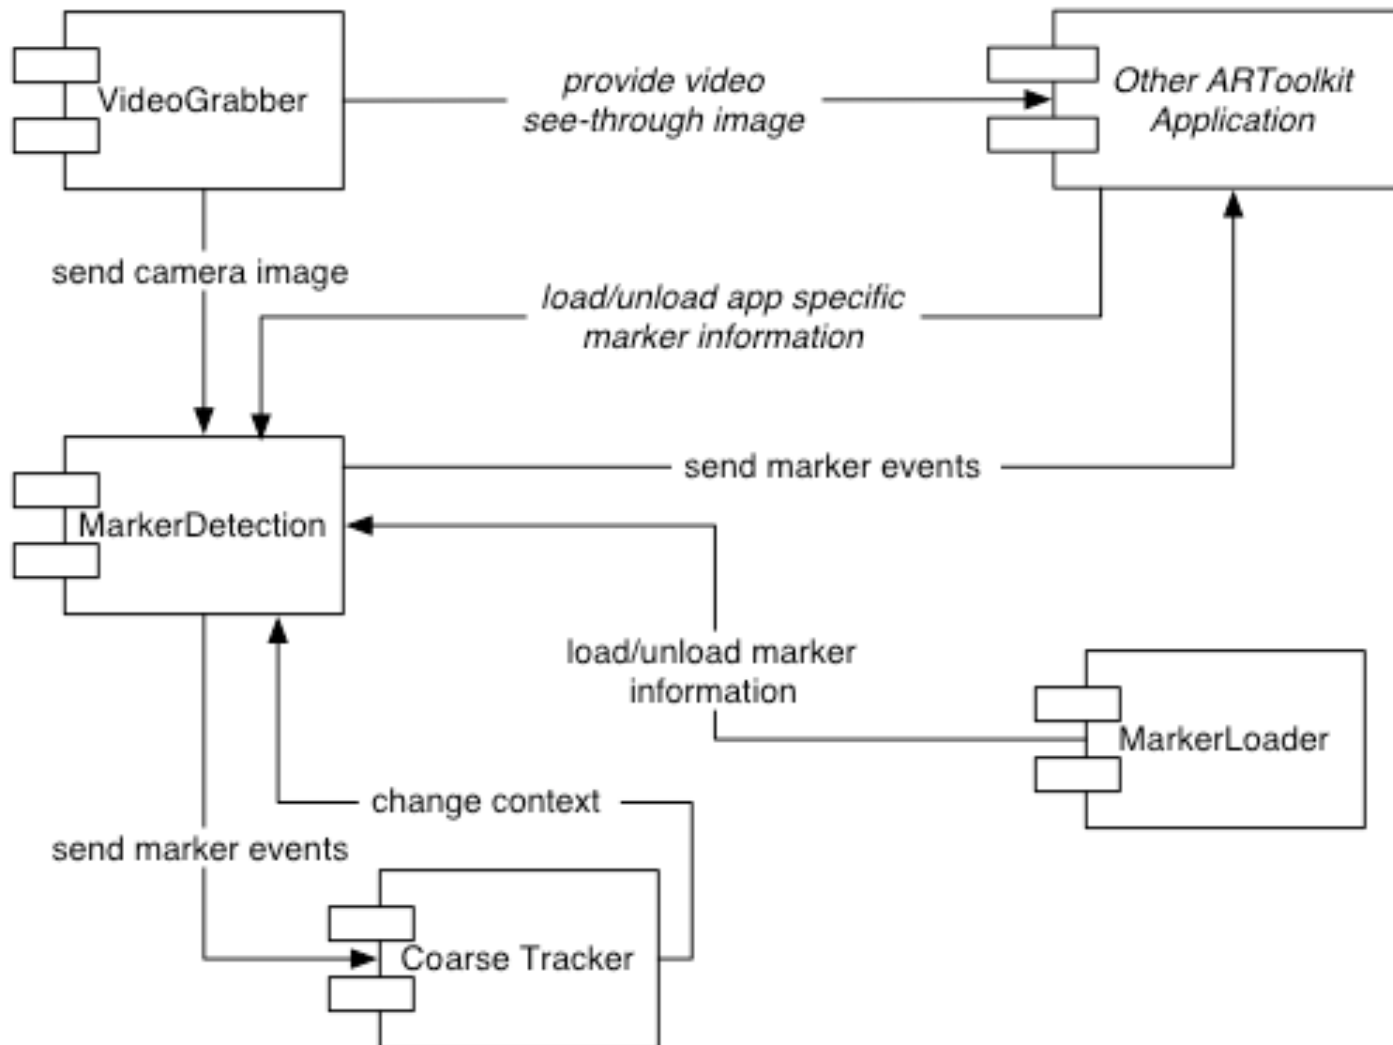 VideoGrabber
provide video
see-through image
Other ARToolkit
Application
send camera image
load/unload app specific
marker information
send marker events
MarkerDetection
load/unload marker
information
MarkerLoader
change context
send marker events
Coarse Tracker